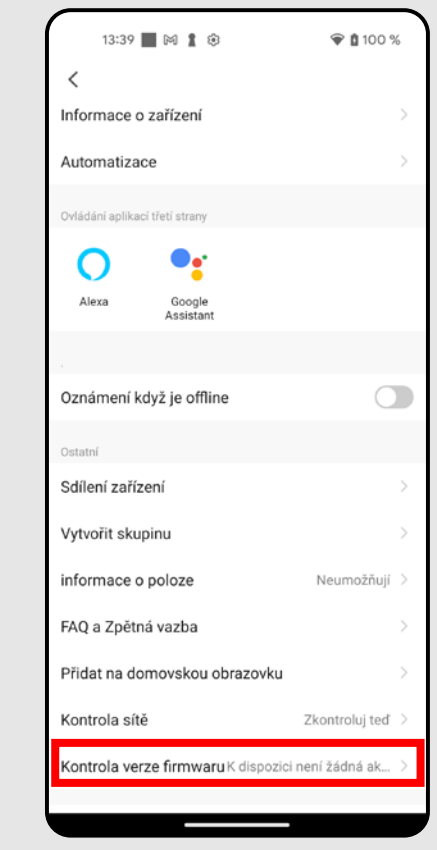 13:39 100 %
Informace o zařízení
Automatizace
Ovládání aplikací třetí strany
Alexa
Google
Assistant
.
Oznámení když je offline
Ostatní
Sdílení zařízení
Vytvořit skupinu
informace o poloze Neumožňují
FAQ a Zpětná vazba
Přidat na domovskou obrazovku
Kontrola sítě Zkontroluj teď
Kontrola verze firmwaru K dispozici není žádná ak...